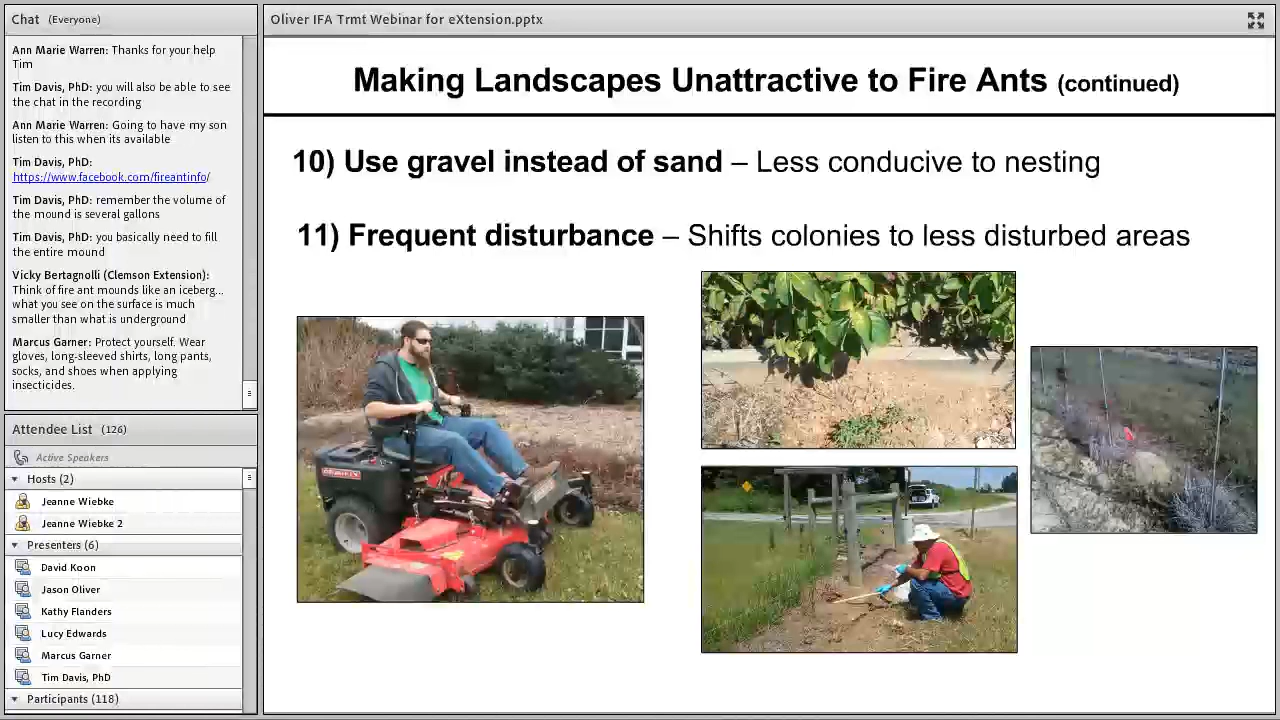 Chat (Everyone)
Ann Marie Warren: Thanks for your help
Tim
Tim Davis, PhD: you will also be able to see
the chat in the recording
Ann Marie Warren: Going to have my son
listen to this when its available
Tim Davis, PhD:
https://www.facebook.com/fireantinfo/
Tim Davis, PhD: remember the volume of
the mound is several gallons
Tim Davis, PhD: you basically need to fill
the entire mound
Vicky Bertagnolli (Clemson Extension):
Think of fire ant mounds like an iceberg...
what you see on the surface is much
smaller than what is underground
Marcus Garner: Protect yourself. Wear
gloves, long-sleeved shirts, long pants,
socks, and shoes when applying
insecticides.
Attendee List (126)
Active Speakers
Hosts (2)
Jeanne Wiebke
Jeanne Wiebke 2
Presenters (6)
David Koon
Jason Oliver
Kathy Flanders
Lucy Edwards
Marcus Garner
Tim Davis, PhD
Participants (118)
Oliver IFA Trmt Webinar for eXtension.pptx
Making Landscapes Unattractive to Fire Ants (continued)
10) Use gravel instead of sand – Less conducive to nesting
11) Frequent disturbance – Shifts colonies to less disturbed areas